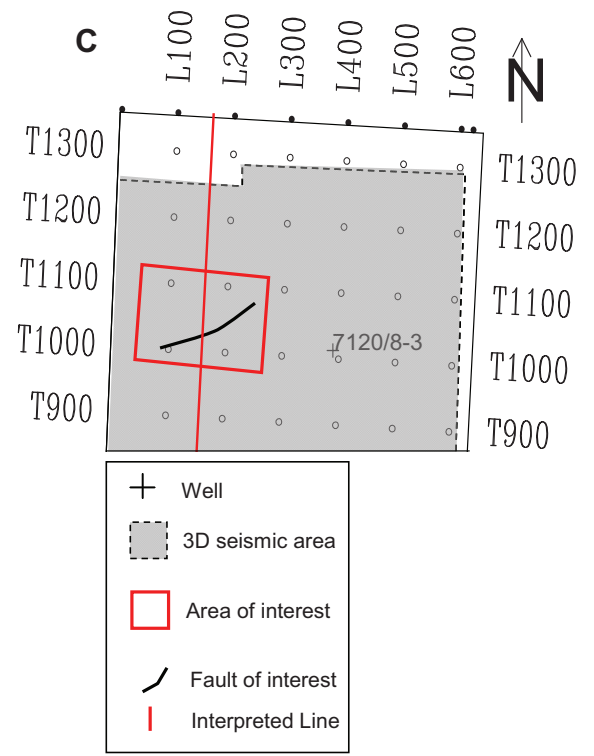 C
L100 L200 L300 L400 L500 L600
N
T1300 T1300
T1200 T1200
T1100 T1100
T1000 7120/8-3 T1000
T900 T900
Well
3D seismic area
Area of interest
Fault of interest
Interpreted Line